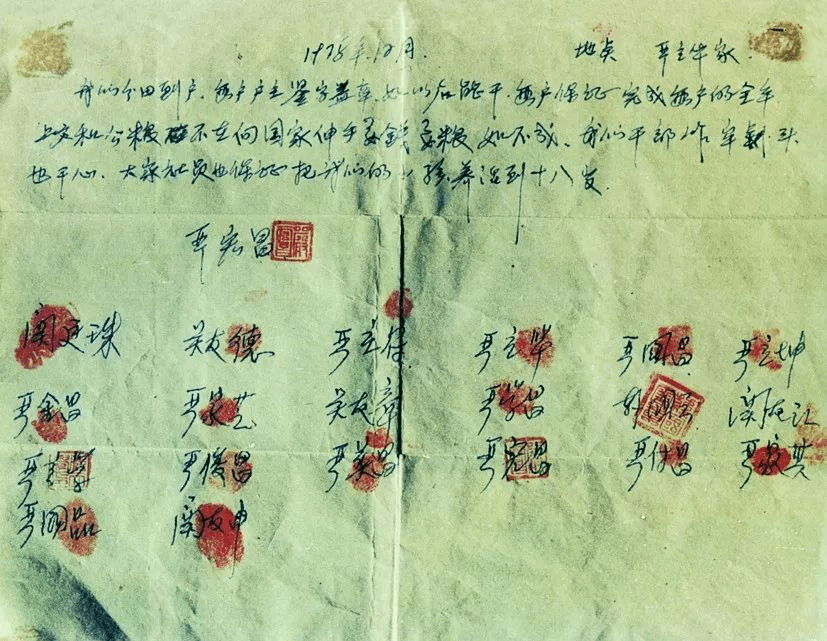 1978年12月. 地点 严立华家.
我们分田到户.每户户主签字盖章.如以后能干.每户保证完成每户的全年
上交和公粮 不在向国家伸手要钱要粮 如不成.我们干部作牢刹头
也干心.大家社员也保证把我们的小孩养活到十八岁.
严宏昌
关廷珠 关友德 严立符 严立华 严国昌 严立坤
严金昌 严家芝 关友章 严学昌 韩国云 关友江
严立学 严俊昌 严美昌 严宏昌 严付昌 严家其
严国品 关友申